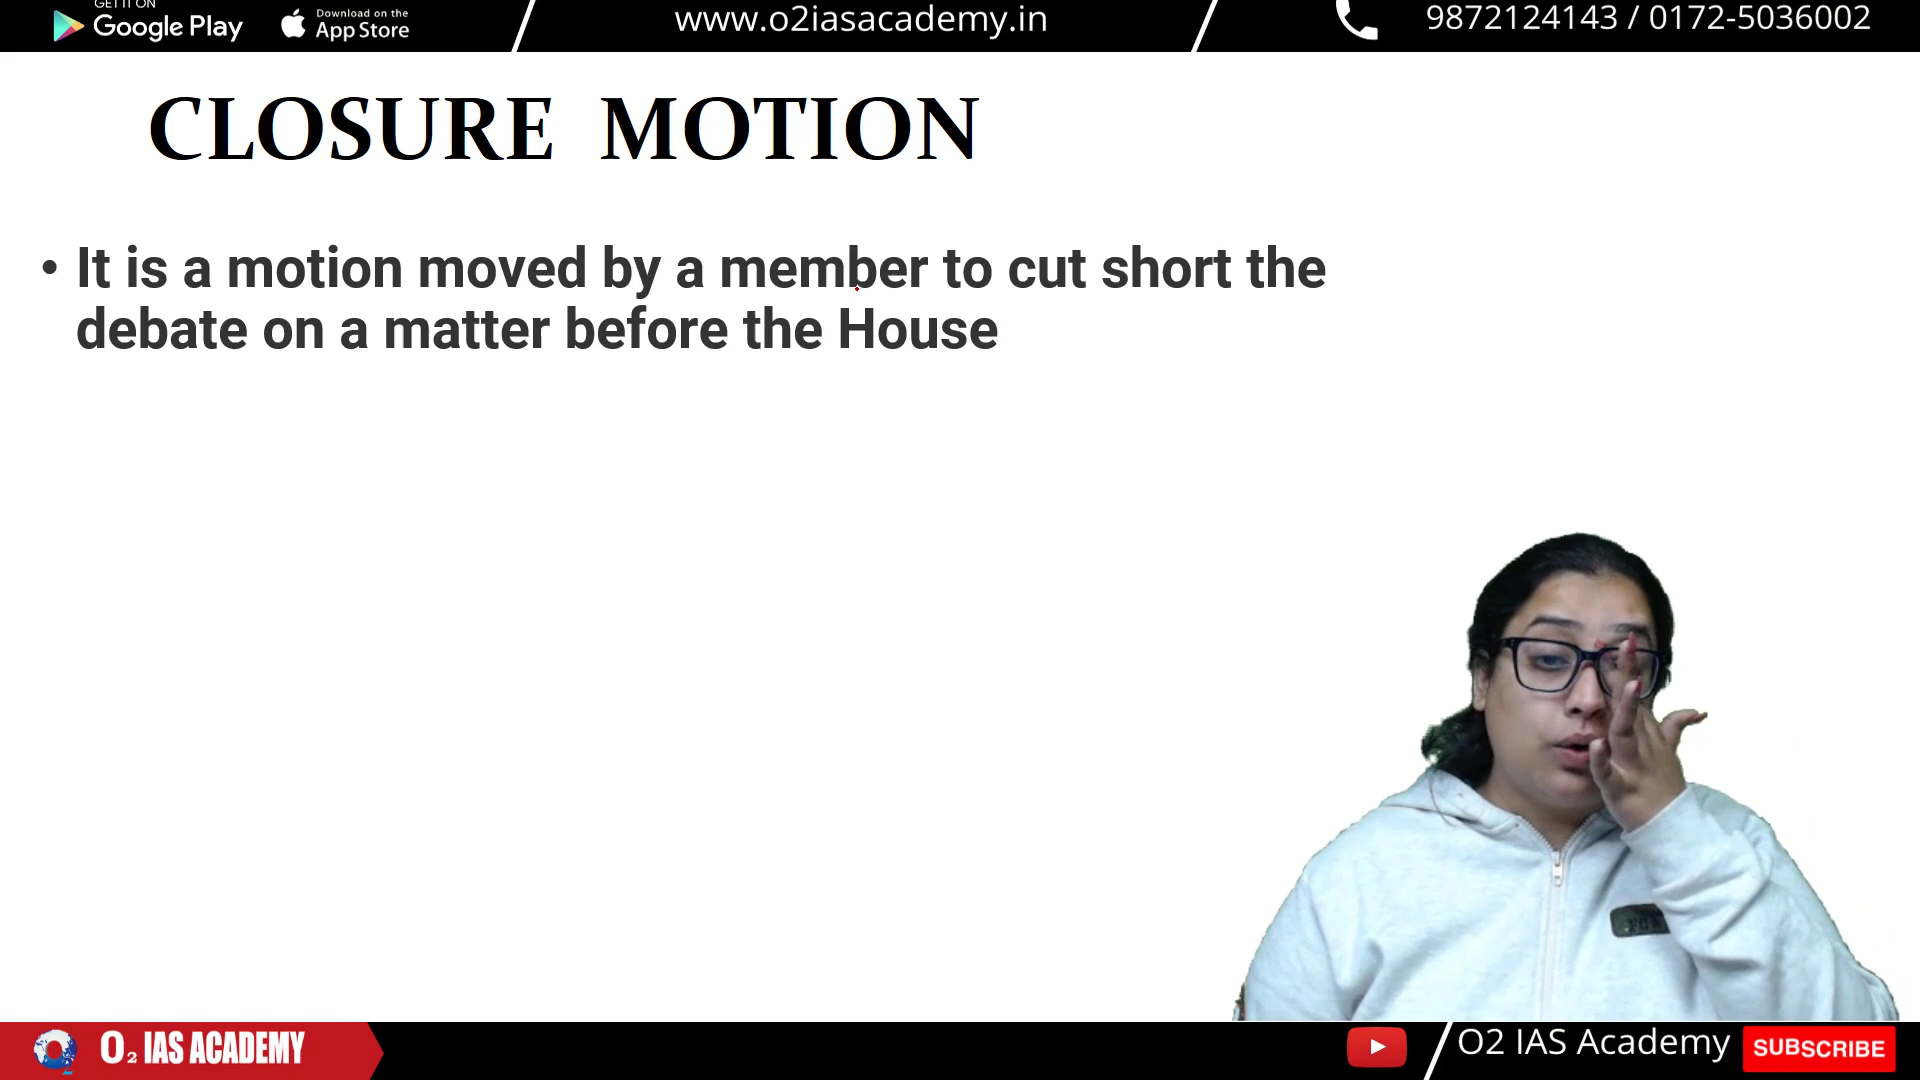 GET IT ON
Google Play
Download on the
App Store
www.o2iasacademy.in
9872124143 / 0172-5036002
CLOSURE MOTION
• It is a motion moved by a member to cut short the
debate on a matter before the House
O2 IAS ACADEMY
O2 IAS Academy
SUBSCRIBE